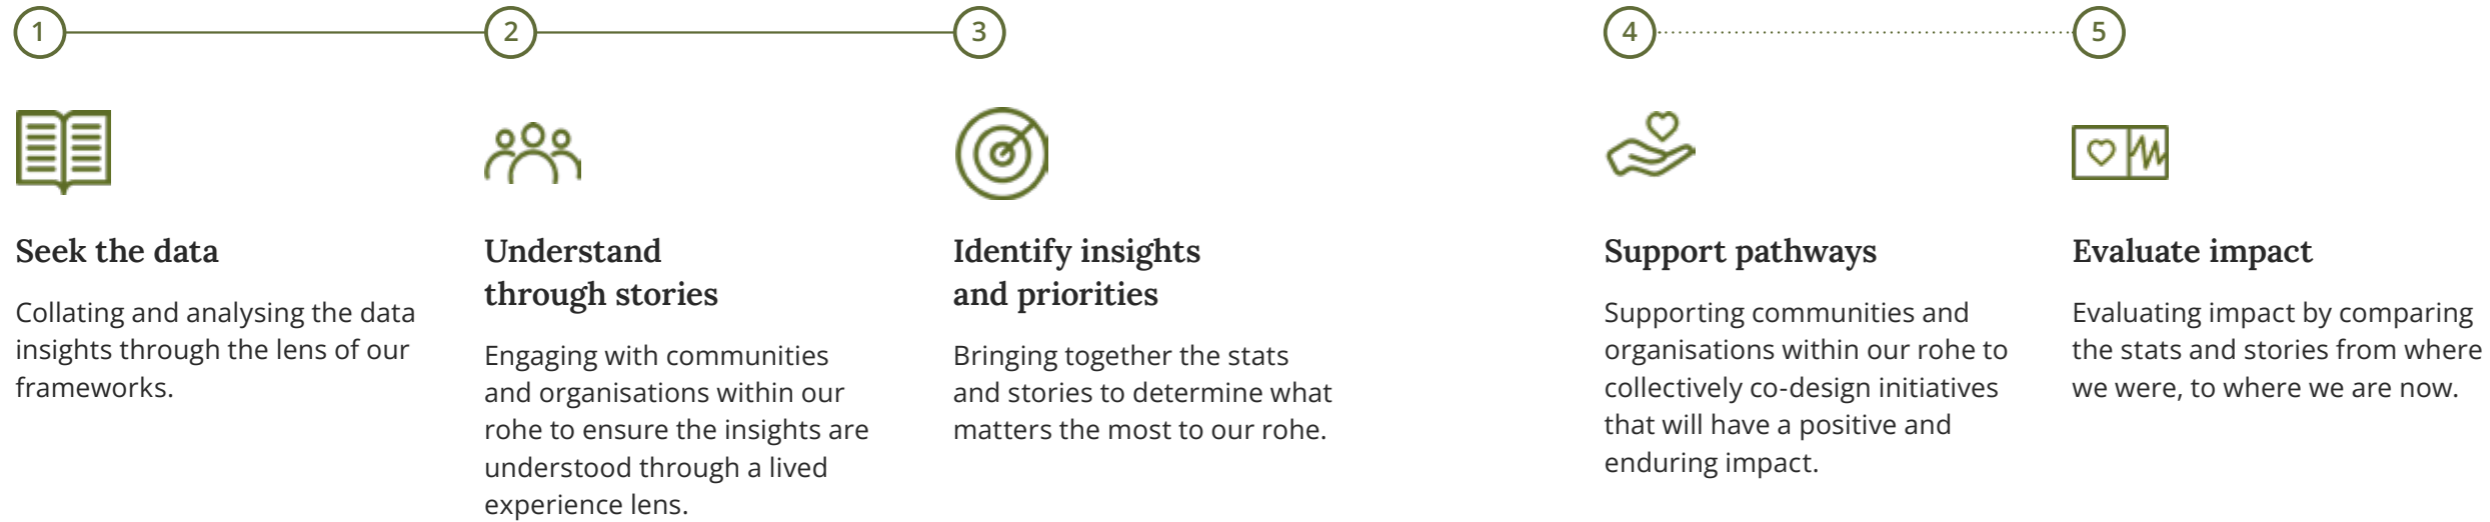 1
2
3
4
5
Seek the data
Collating and analysing the data
insights through the lens of our
frameworks.
Understand
through stories
Engaging with communities
and organisations within our
rohe to ensure the insights are
understood through a lived
experience lens.
Identify insights
and priorities
Bringing together the stats
and stories to determine what
matters the most to our rohe.
Support pathways
Supporting communities and
organisations within our rohe to
collectively co-design initiatives
that will have a positive and
enduring impact.
Evaluate impact
Evaluating impact by comparing
the stats and stories from where
we were, to where we are now.